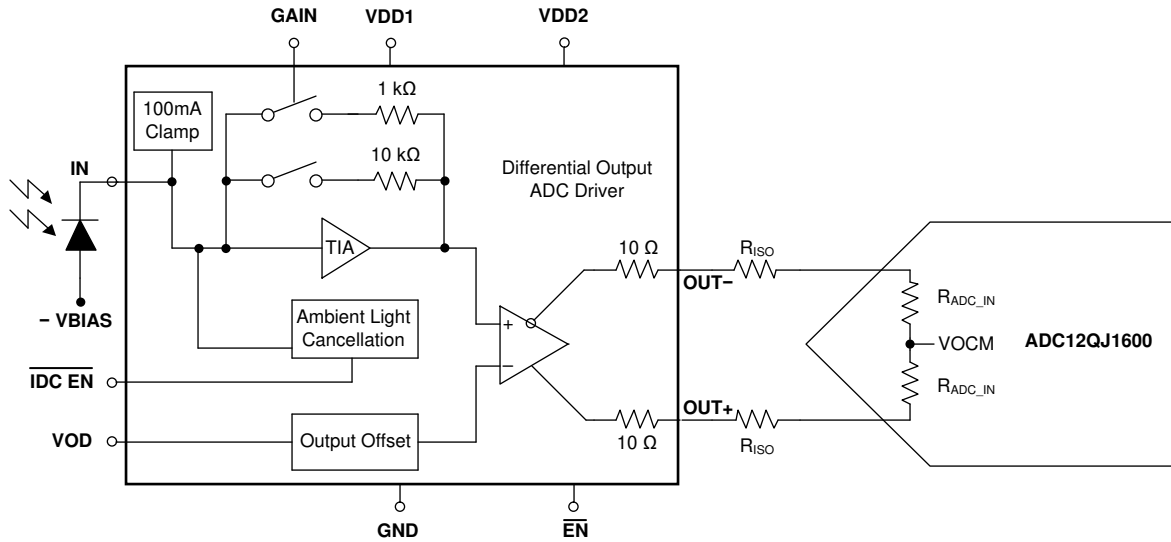 GAIN
VDD1
VDD2
100mA
Clamp
1 kΩ
10 kΩ
IN
Differential Output
ADC Driver
TIA
10 Ω
RISO
OUT−
RADC_IN
− VBIAS
Ambient Light
Cancellation
+
−
VOCM
ADC12QJ1600
IDC EN
RADC_IN
OUT+
VOD
Output Offset
10 Ω
RISO
GND
EN